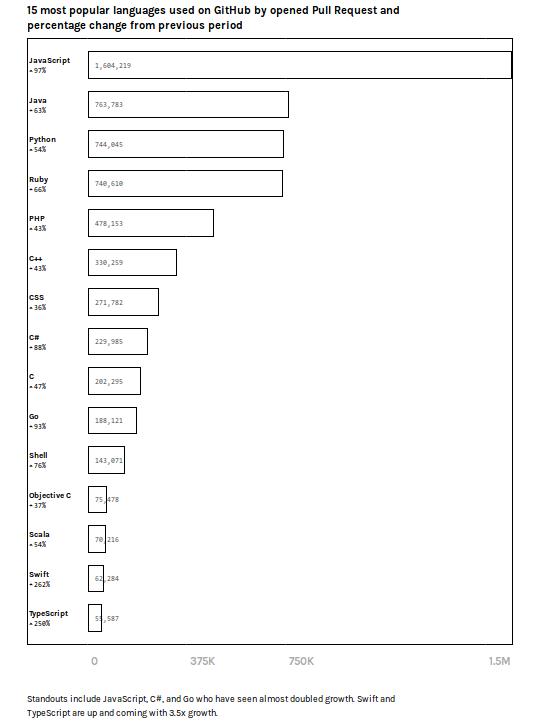 15 most popular languages used on GitHub by opened Pull Request and
percentage change from previous period
JavaScript
97%
1,604,219
Java
63%
763,783
Python
54%
744,045
Ruby
66%
740,610
PHP
43%
478,153
C++
43%
330,259
CSS
36%
271,782
C#
88%
229,985
C
47%
202,295
Go
93%
188,121
Shell
76%
143,071
Objective C
37%
75,478
Scala
54%
70,216
Swift
262%
62,284
TypeScript
250%
55,587
0 375K 750K 1.5M
Standouts include JavaScript, C#, and Go who have seen almost doubled growth. Swift and
TypeScript are up and coming with 3.5x growth.